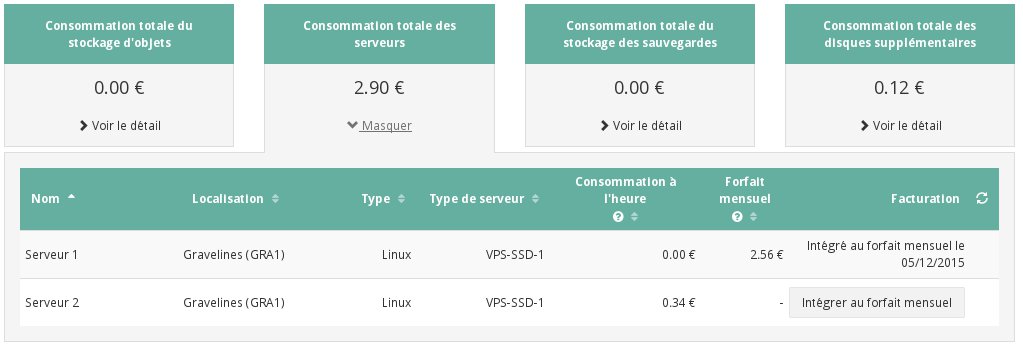 Consommation totale du
stockage d'objets
0.00 €
Voir le détail
Consommation totale des
serveurs
2.90 €
Masquer
Consommation totale du
stockage des sauvegardes
0.00 €
Voir le détail
Consommation totale des
disques supplémentaires
0.12 €
Voir le détail
Nom Localisation Type Type de serveur Consommation à l'heure Forfait mensuel Facturation
Serveur 1 Gravelines (GRA1) Linux VPS-SSD-1 0.00 € 2.56 € Intégré au forfait mensuel le
05/12/2015
Serveur 2 Gravelines (GRA1) Linux VPS-SSD-1 0.34 € - Intégrer au forfait mensuel